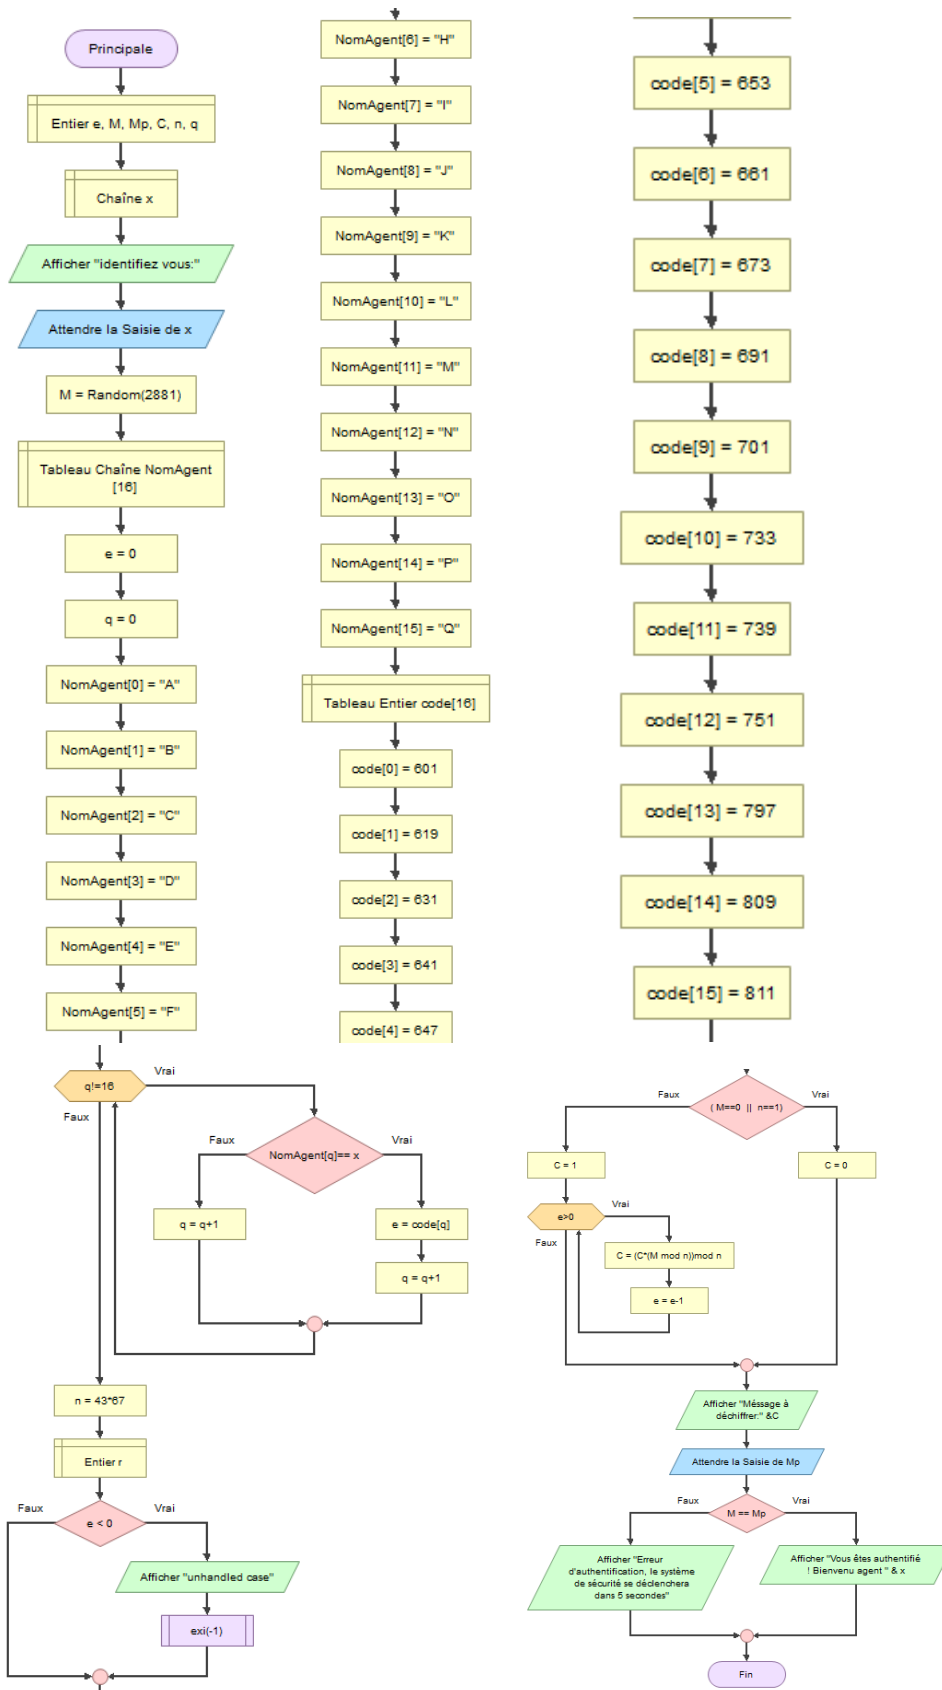 Principale
Entier e, M, Mp, C, n, q
Chaîne x
Afficher "identifiez vous:"
Attendre la Saisie de x
M = Random(2881)
Tableau Chaîne NomAgent
[16]
e = 0
q = 0
NomAgent[0] = "A"
NomAgent[1] = "B"
NomAgent[2] = "C"
NomAgent[3] = "D"
NomAgent[4] = "E"
NomAgent[5] = "F"
NomAgent[6] = "H"
NomAgent[7] = "I"
NomAgent[8] = "J"
NomAgent[9] = "K"
NomAgent[10] = "L"
NomAgent[11] = "M"
NomAgent[12] = "N"
NomAgent[13] = "O"
NomAgent[14] = "P"
NomAgent[15] = "Q"
Tableau Entier code[16]
code[0] = 601
code[1] = 619
code[2] = 631
code[3] = 641
code[4] = 647
code[5] = 653
code[6] = 661
code[7] = 673
code[8] = 691
code[9] = 701
code[10] = 733
code[11] = 739
code[12] = 751
code[13] = 797
code[14] = 809
code[15] = 811
q!=16
Vrai
Faux
NomAgent[q]== x
Faux
Vrai
q = q+1
e = code[q]
q = q+1
n = 43*67
Entier r
e < 0
Faux
Vrai
Afficher "unhandled case"
exi(-1)
( M==0 || n==1)
Faux
Vrai
C = 1
C = 0
e>0
Vrai
Faux
C = (C*(M mod n))mod n
e = e-1
Afficher "Méssage à
déchiffrer:" &C
Attendre la Saisie de Mp
M == Mp
Faux
Vrai
Afficher "Erreur
d'authentification, le système
de sécurité se déclenchera
dans 5 secondes"
Afficher "Vous êtes authentifié
! Bienvenu agent " & x
Fin